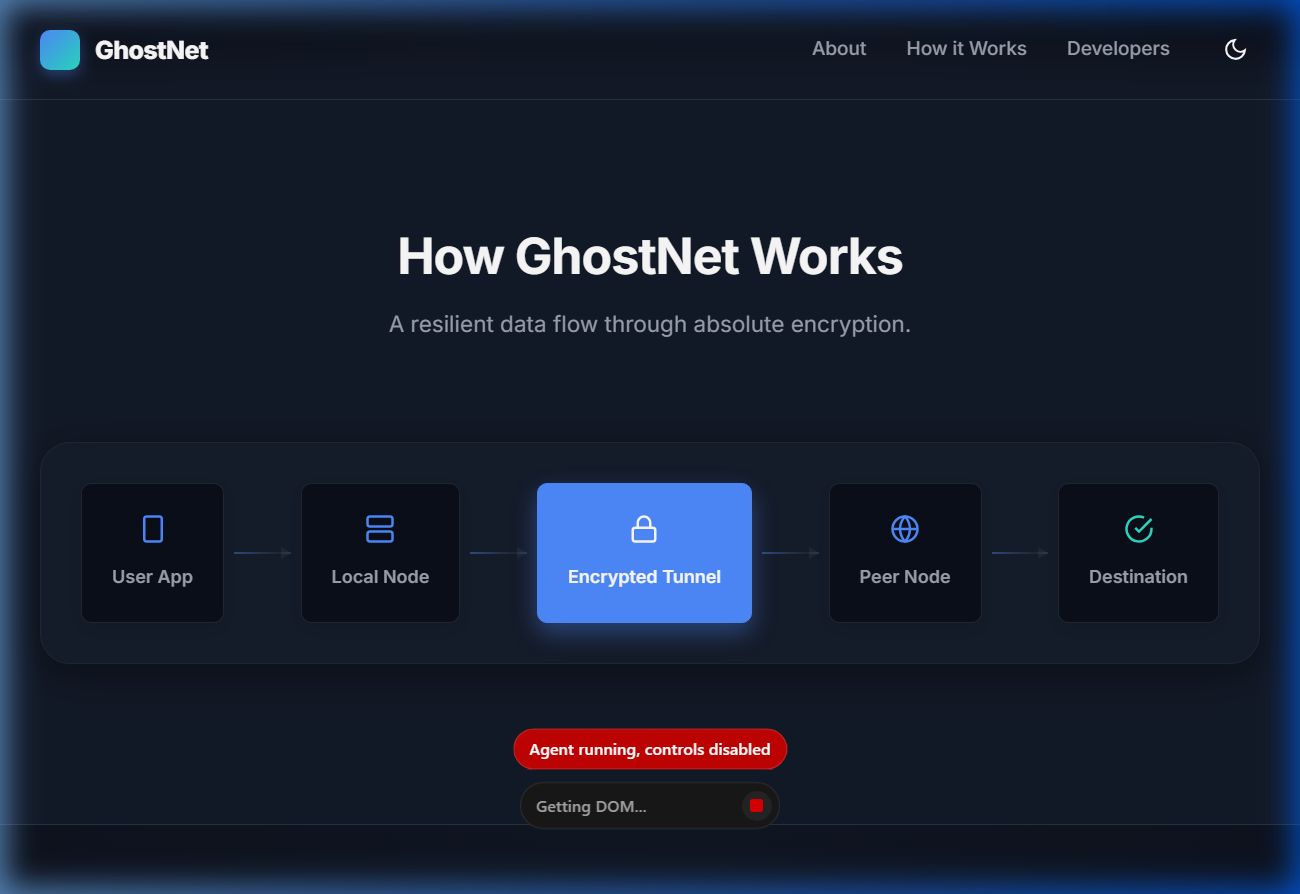 GhostNet
About
How it Works
Developers
How GhostNet Works
A resilient data flow through absolute encryption.
User App
Local Node
Encrypted Tunnel
Peer Node
Destination
Agent running, controls disabled
Getting DOM...